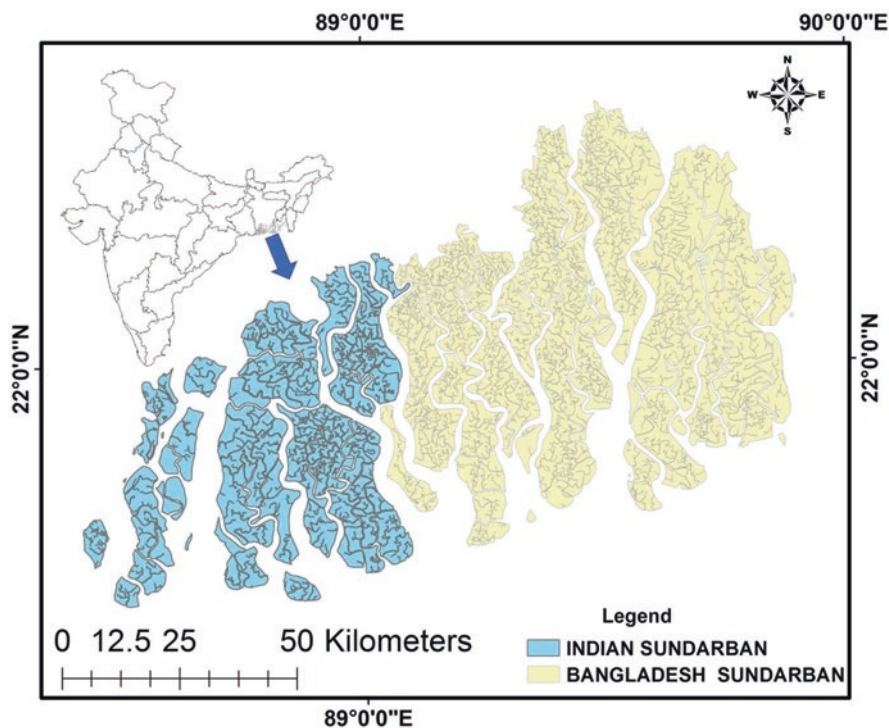 89°0'0"E
90°0'0"E
N
W E
S
22°0'0"N
22°0'0"N
Legend
INDIAN SUNDARBAN
BANGLADESH SUNDARBAN
0 12.5 25 50 Kilometers
89°0'0"E